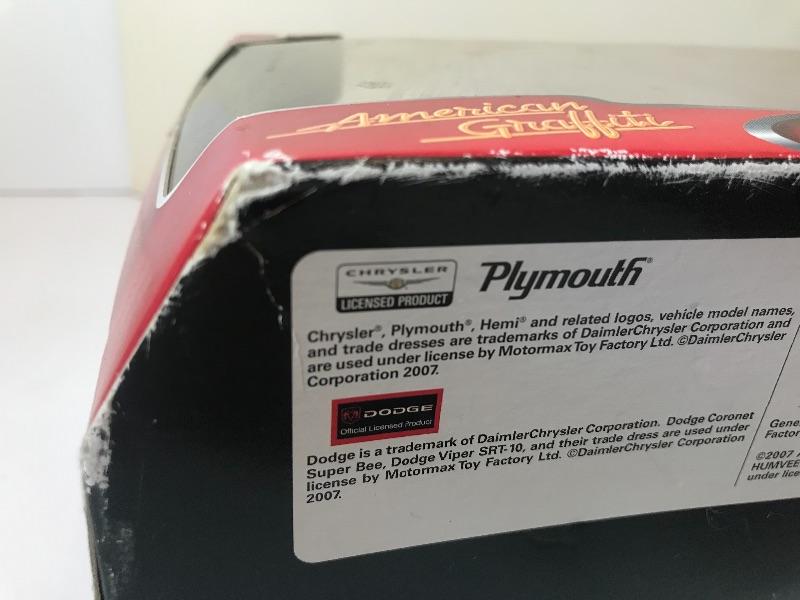 American
Graffiti
CHRYSLER
LICENSED PRODUCT
Plymouth®
Chrysler®, Plymouth®, Hemi® and related logos, vehicle model names,
and trade dresses are trademarks of DaimlerChrysler Corporation and
are used under license by Motormax Toy Factory Ltd. ©DaimlerChrysler
Corporation 2007.
DODGE
Official Licensed Product
Dodge is a trademark of DaimlerChrysler Corporation. Dodge Coronet
Super Bee, Dodge Viper SRT-10, and their trade dress are used under
license by Motormax Toy Factory Ltd. ©DaimlerChrysler Corporation
2007.
Gene
Factor
©2007 A
HUMVEE
under lice